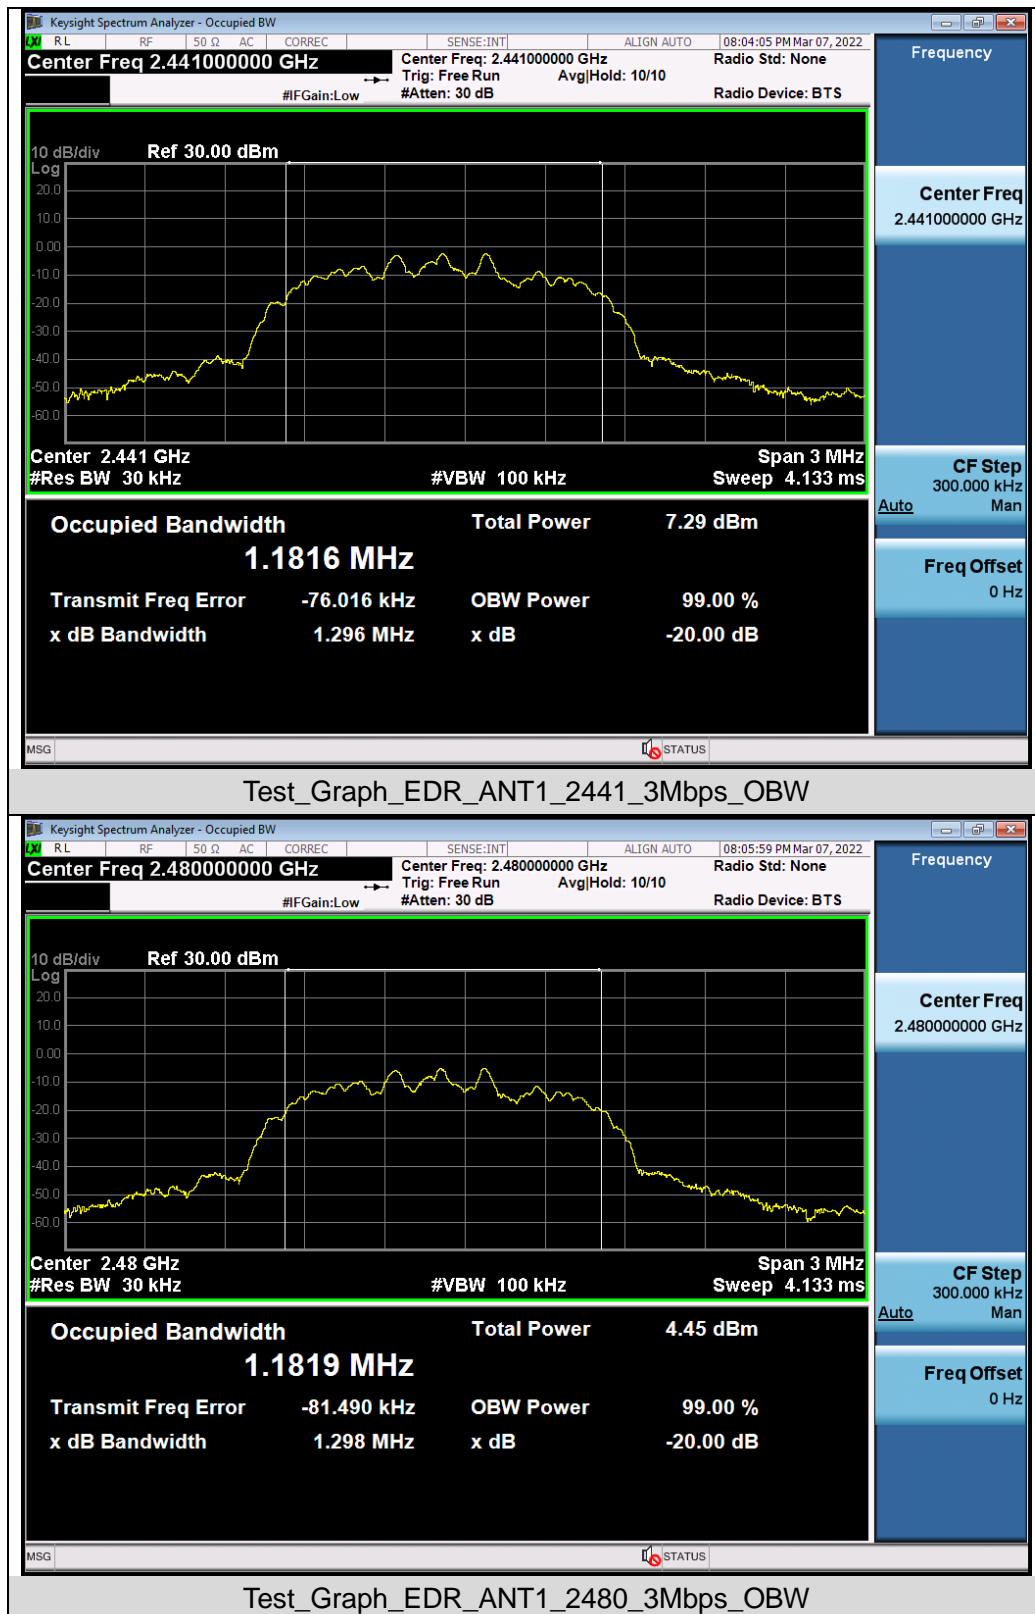 Keysight Spectrum Analyzer - Occupied BW
LXI RL RF 50 Ω AC CORREC SENSE:INT ALIGN AUTO 08:04:05 PM Mar 07, 2022
Center Freq 2.441000000 GHz
Center Freq: 2.441000000 GHz Radio Std: None
Trig: Free Run Avg|Hold: 10/10
#IFGain:Low #Atten: 30 dB Radio Device: BTS
Frequency
10 dB/div Ref 30.00 dBm
Log
20.0
10.0
0.00
-10.0
-20.0
-30.0
-40.0
-50.0
-60.0
Center 2.441 GHz Span 3 MHz
#Res BW 30 kHz #VBW 100 kHz Sweep 4.133 ms
Center Freq
2.441000000 GHz
CF Step
300.000 kHz
Auto Man
Freq Offset
0 Hz
Occupied Bandwidth Total Power 7.29 dBm
1.1816 MHz
Transmit Freq Error -76.016 kHz OBW Power 99.00 %
x dB Bandwidth 1.296 MHz x dB -20.00 dB
MSG STATUS
Test_Graph_EDR_ANT1_2441_3Mbps_OBW
Keysight Spectrum Analyzer - Occupied BW
LXI RL RF 50 Ω AC CORREC SENSE:INT ALIGN AUTO 08:05:59 PM Mar 07, 2022
Center Freq 2.480000000 GHz
Center Freq: 2.480000000 GHz Radio Std: None
Trig: Free Run Avg|Hold: 10/10
#IFGain:Low #Atten: 30 dB Radio Device: BTS
Frequency
10 dB/div Ref 30.00 dBm
Log
20.0
10.0
0.00
-10.0
-20.0
-30.0
-40.0
-50.0
-60.0
Center 2.48 GHz Span 3 MHz
#Res BW 30 kHz #VBW 100 kHz Sweep 4.133 ms
Center Freq
2.480000000 GHz
CF Step
300.000 kHz
Auto Man
Freq Offset
0 Hz
Occupied Bandwidth Total Power 4.45 dBm
1.1819 MHz
Transmit Freq Error -81.490 kHz OBW Power 99.00 %
x dB Bandwidth 1.298 MHz x dB -20.00 dB
MSG STATUS
Test_Graph_EDR_ANT1_2480_3Mbps_OBW